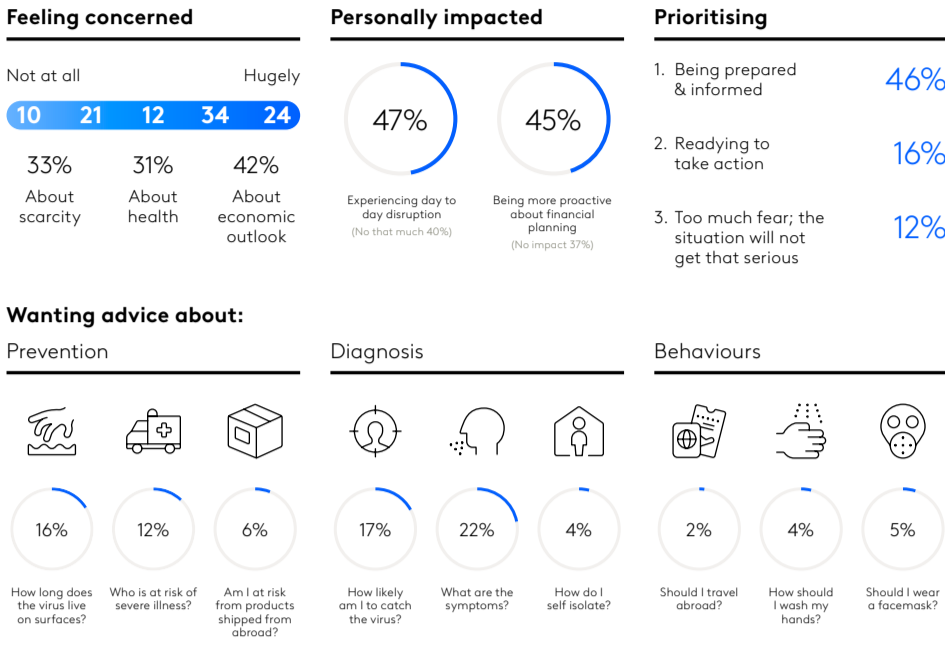 Feeling concerned
Not at all Hugely
10 21 12 34 24
33% 31% 42%
About scarcity
About health
About economic outlook
Personally impacted
47%
Experiencing day to
day disruption
(No that much 40%)
45%
Being more proactive
about financial
planning
(No impact 37%)
Prioritising
1. Being prepared
& informed
46%
2. Readying to
take action
16%
3. Too much fear; the
situation will not
get that serious
12%
Wanting advice about:
Prevention
16%
How long does
the virus live
on surfaces?
12%
Who is at risk of
severe illness?
6%
Am I at risk
from products
shipped from
abroad?
Diagnosis
17%
How likely
am I to catch
the virus?
22%
What are the
symptoms?
4%
How do I
self isolate?
Behaviours
2%
Should I travel
abroad?
4%
How should
I wash my
hands?
5%
Should I wear
a facemask?